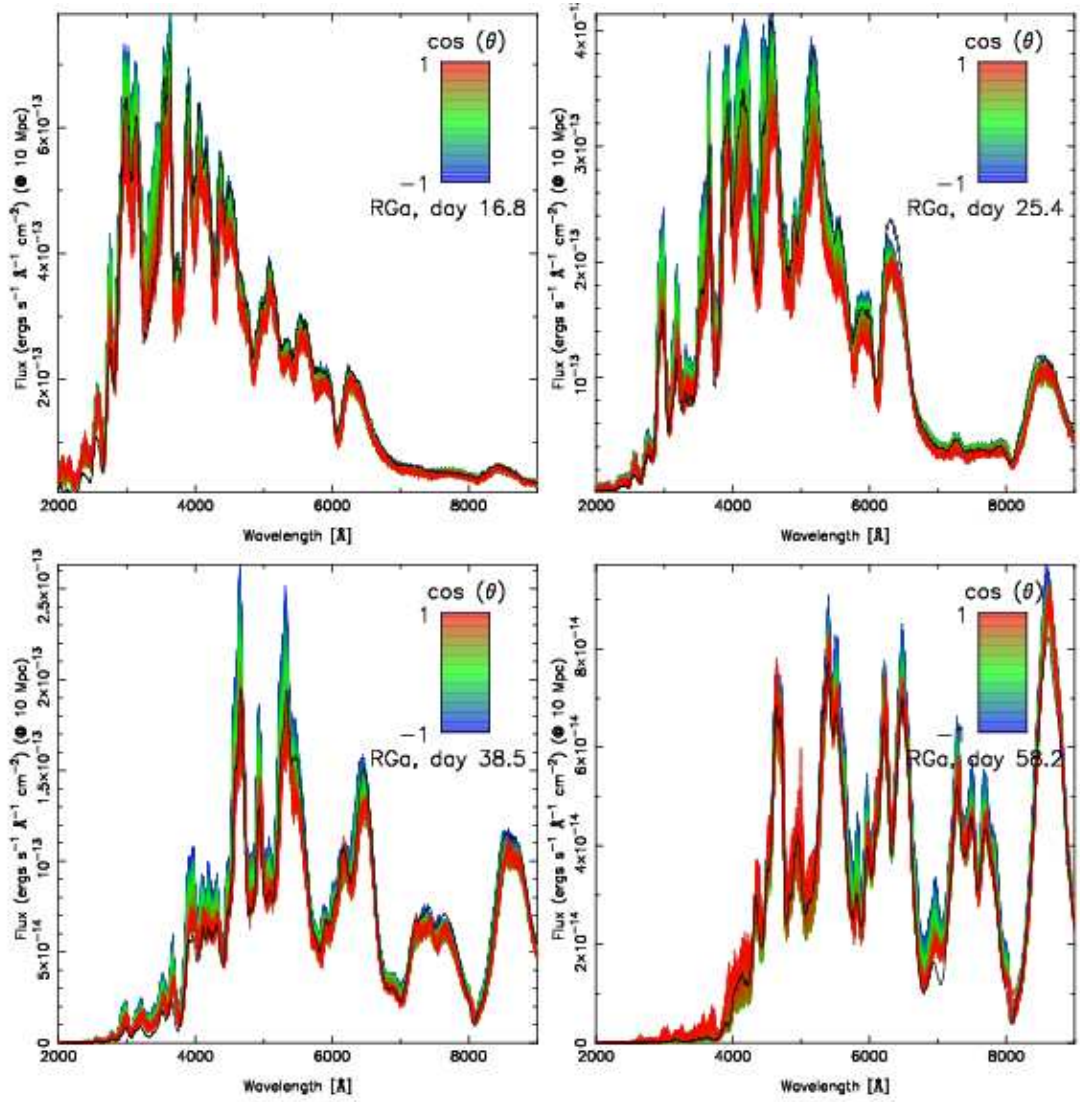 cos (θ)
1
−1
RGa, day 16.8
Flux (ergs s⁻¹ Å⁻¹ cm⁻²) (@ 10 Mpc)
2×10⁻¹³
4×10⁻¹³
6×10⁻¹³
2000
4000
6000
8000
Wavelength [Å]
cos (θ)
1
−1
RGa, day 25.4
Flux (ergs s⁻¹ Å⁻¹ cm⁻²) (@ 10 Mpc)
10⁻¹³
2×10⁻¹³
3×10⁻¹³
4×10⁻¹³
2000
4000
6000
8000
Wavelength [Å]
cos (θ)
1
−1
RGa, day 38.5
Flux (ergs s⁻¹ Å⁻¹ cm⁻²) (@ 10 Mpc)
0
5×10⁻¹⁴
10⁻¹³
1.5×10⁻¹³
2×10⁻¹³
2.5×10⁻¹³
2000
4000
6000
8000
Wavelength [Å]
cos (θ)
1
−1
RGa, day 58.2
Flux (ergs s⁻¹ Å⁻¹ cm⁻²) (@ 10 Mpc)
0
2×10⁻¹⁴
4×10⁻¹⁴
6×10⁻¹⁴
8×10⁻¹⁴
2000
4000
6000
8000
Wavelength [Å]